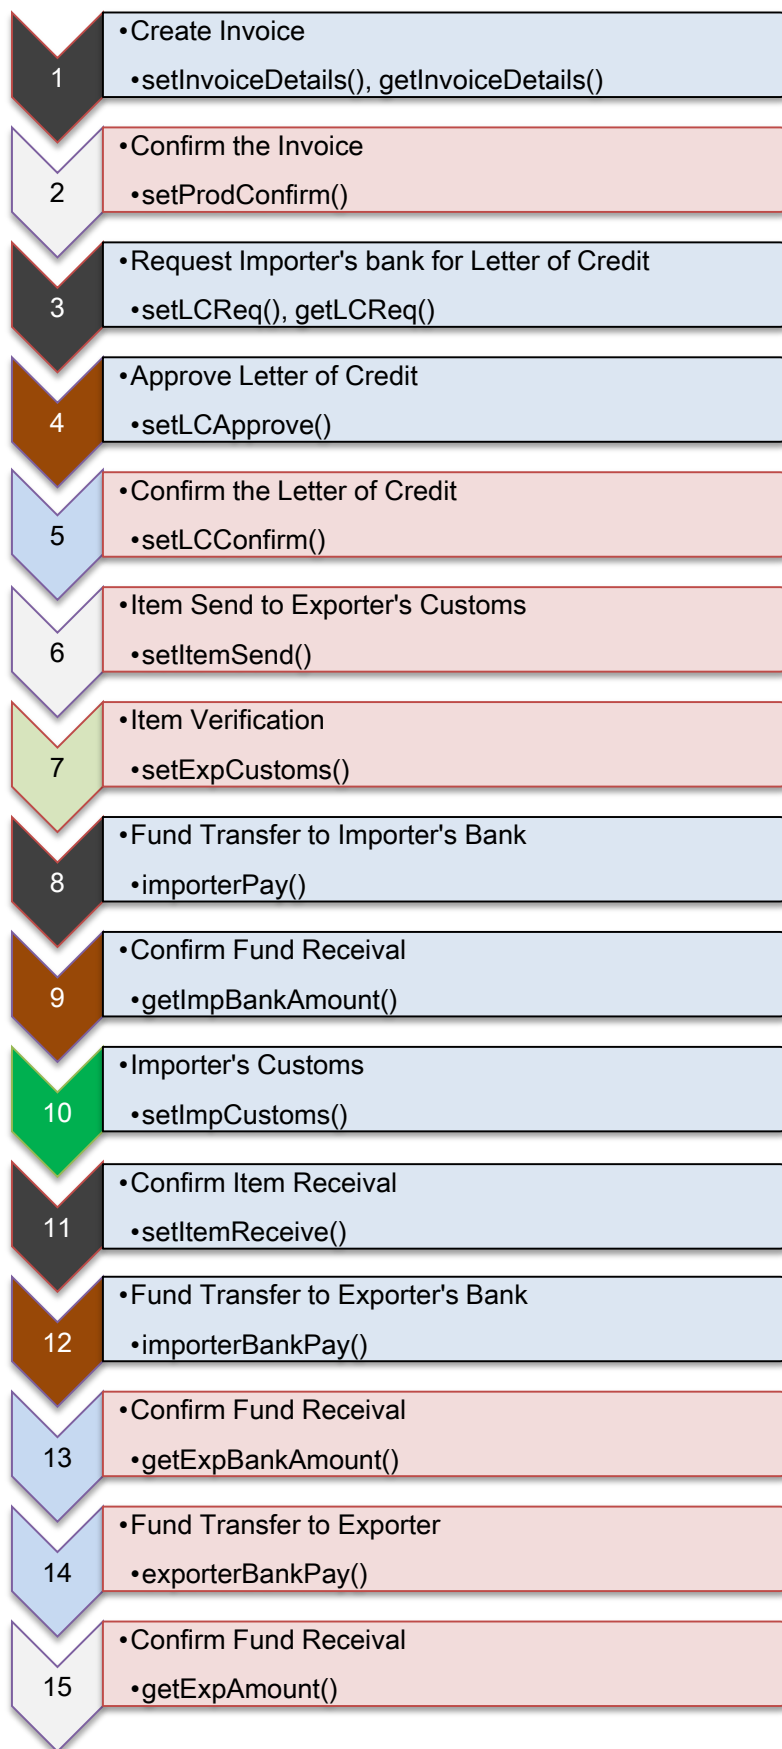 1
•Create Invoice
•setInvoiceDetails(), getInvoiceDetails()
2
•Confirm the Invoice
•setProdConfirm()
3
•Request Importer's bank for Letter of Credit
•setLCReq(), getLCReq()
4
•Approve Letter of Credit
•setLCApprove()
5
•Confirm the Letter of Credit
•setLCConfirm()
6
•Item Send to Exporter's Customs
•setItemSend()
7
•Item Verification
•setExpCustoms()
8
•Fund Transfer to Importer's Bank
•importerPay()
9
•Confirm Fund Receival
•getImpBankAmount()
10
•Importer's Customs
•setImpCustoms()
11
•Confirm Item Receival
•setItemReceive()
12
•Fund Transfer to Exporter's Bank
•importerBankPay()
13
•Confirm Fund Receival
•getExpBankAmount()
14
•Fund Transfer to Exporter
•exporterBankPay()
15
•Confirm Fund Receival
•getExpAmount()